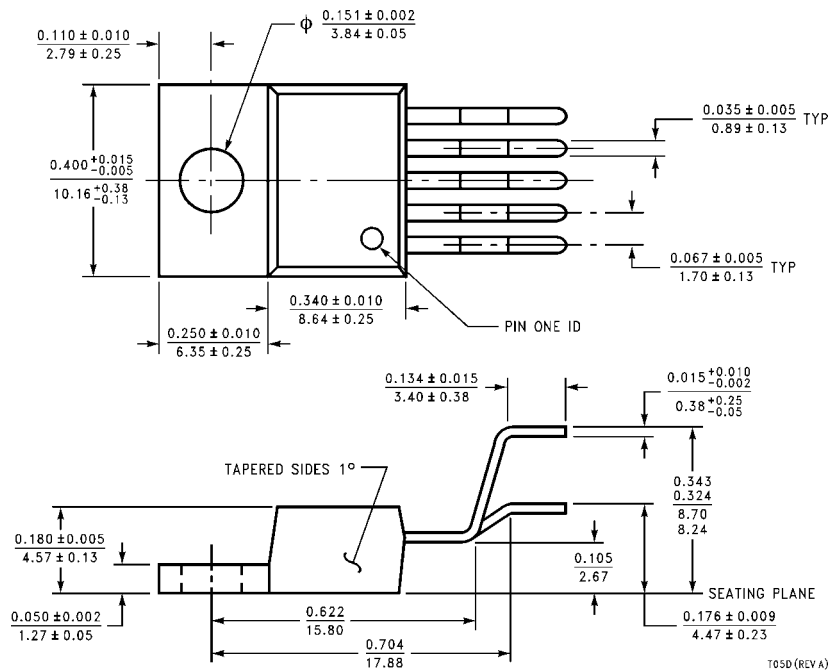 0.110 ± 0.010
2.79 ± 0.25
ϕ 0.151 ± 0.002
3.84 ± 0.05
0.035 ± 0.005
0.89 ± 0.13 TYP
0.400 +0.015 -0.005
10.16 +0.38 -0.13
0.067 ± 0.005
1.70 ± 0.13 TYP
0.340 ± 0.010
8.64 ± 0.25
PIN ONE ID
0.250 ± 0.010
6.35 ± 0.25
0.134 ± 0.015
3.40 ± 0.38
0.015 +0.010 -0.002
0.38 +0.25 -0.05
TAPERED SIDES 1°
0.343
0.324
8.70
8.24
0.180 ± 0.005
4.57 ± 0.13
0.105
2.67
SEATING PLANE
0.050 ± 0.002
1.27 ± 0.05
0.622
15.80
0.176 ± 0.009
4.47 ± 0.23
0.704
17.88
T05D (REV A)